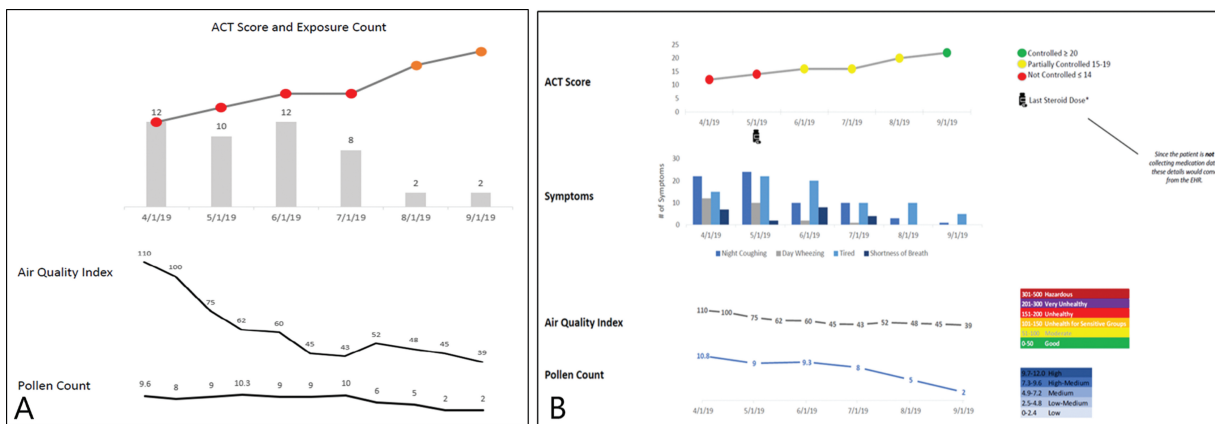 ACT Score and Exposure Count
12
10
12
8
2
2
4/1/19 5/1/19 6/1/19 7/1/19 8/1/19 9/1/19
Air Quality Index
110 100 75 62 60 45 43 52 48 45 39
Pollen Count
9.6 8 9 10.3 9 9 10 6 5 2 2
A
ACT Score
25
20
15
10
5
0
4/1/19 5/1/19 6/1/19 7/1/19 8/1/19 9/1/19
Controlled ≥ 20
Partially Controlled 15-19
Not Controlled ≤ 14
Last Steroid Dose*
Since the patient is not
collecting medication dat
these details would com
from the EHR.
Symptoms
# of Symptoms
30
20
10
0
4/1/19 5/1/19 6/1/19 7/1/19 8/1/19 9/1/19
Night Coughing Day Wheezing Tired Shortness of Breath
Air Quality Index
110 100 75 62 60 45 43 52 48 45 39
301-500 Hazardous
201-300 Very Unhealthy
151-200 Unhealthy
101-150 Unhealth for Sensitive Groups
51-100 Moderate
0-50 Good
Pollen Count
10.8 9 9.3 8 5 2
4/1/19 5/1/19 6/1/19 7/1/19 8/1/19 9/1/19
9.7-12.0 High
7.3-9.6 High-Medium
4.9-7.2 Medium
2.5-4.8 Low-Medium
0-2.4 Low
B